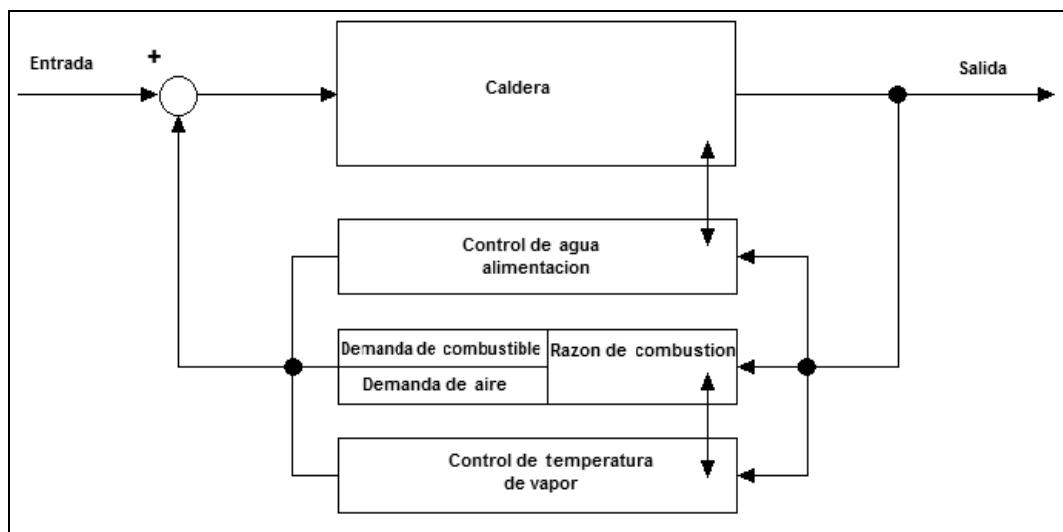 Entrada
+
Caldera
Salida
Control de agua
alimentacion
Demanda de combustible
Razon de combustion
Demanda de aire
Control de temperatura
de vapor